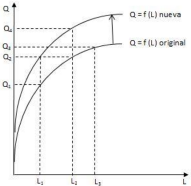 Q
Q = f (L) nueva
Q₄
Q = f (L) original
Q₃
Q₂
Q₁
L₁
L₂
L₃
L